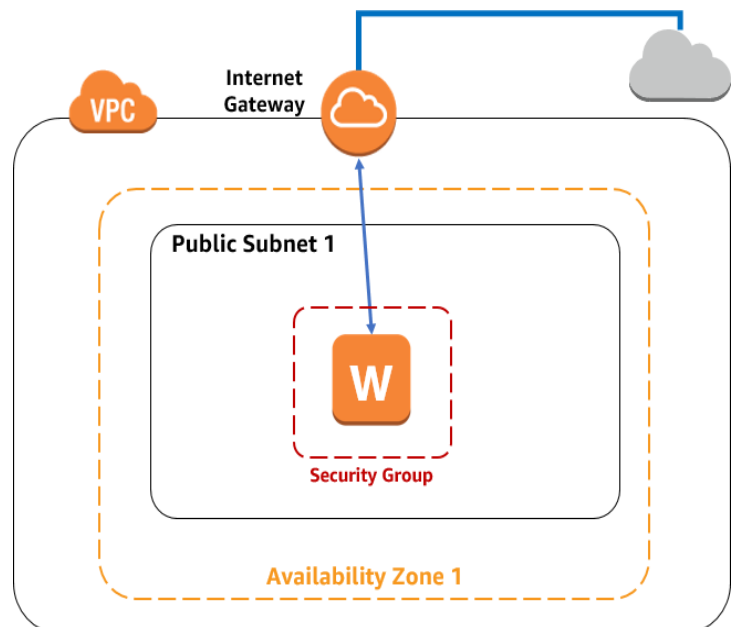 Internet
Gateway
VPC
Public Subnet 1
W
Security Group
Availability Zone 1